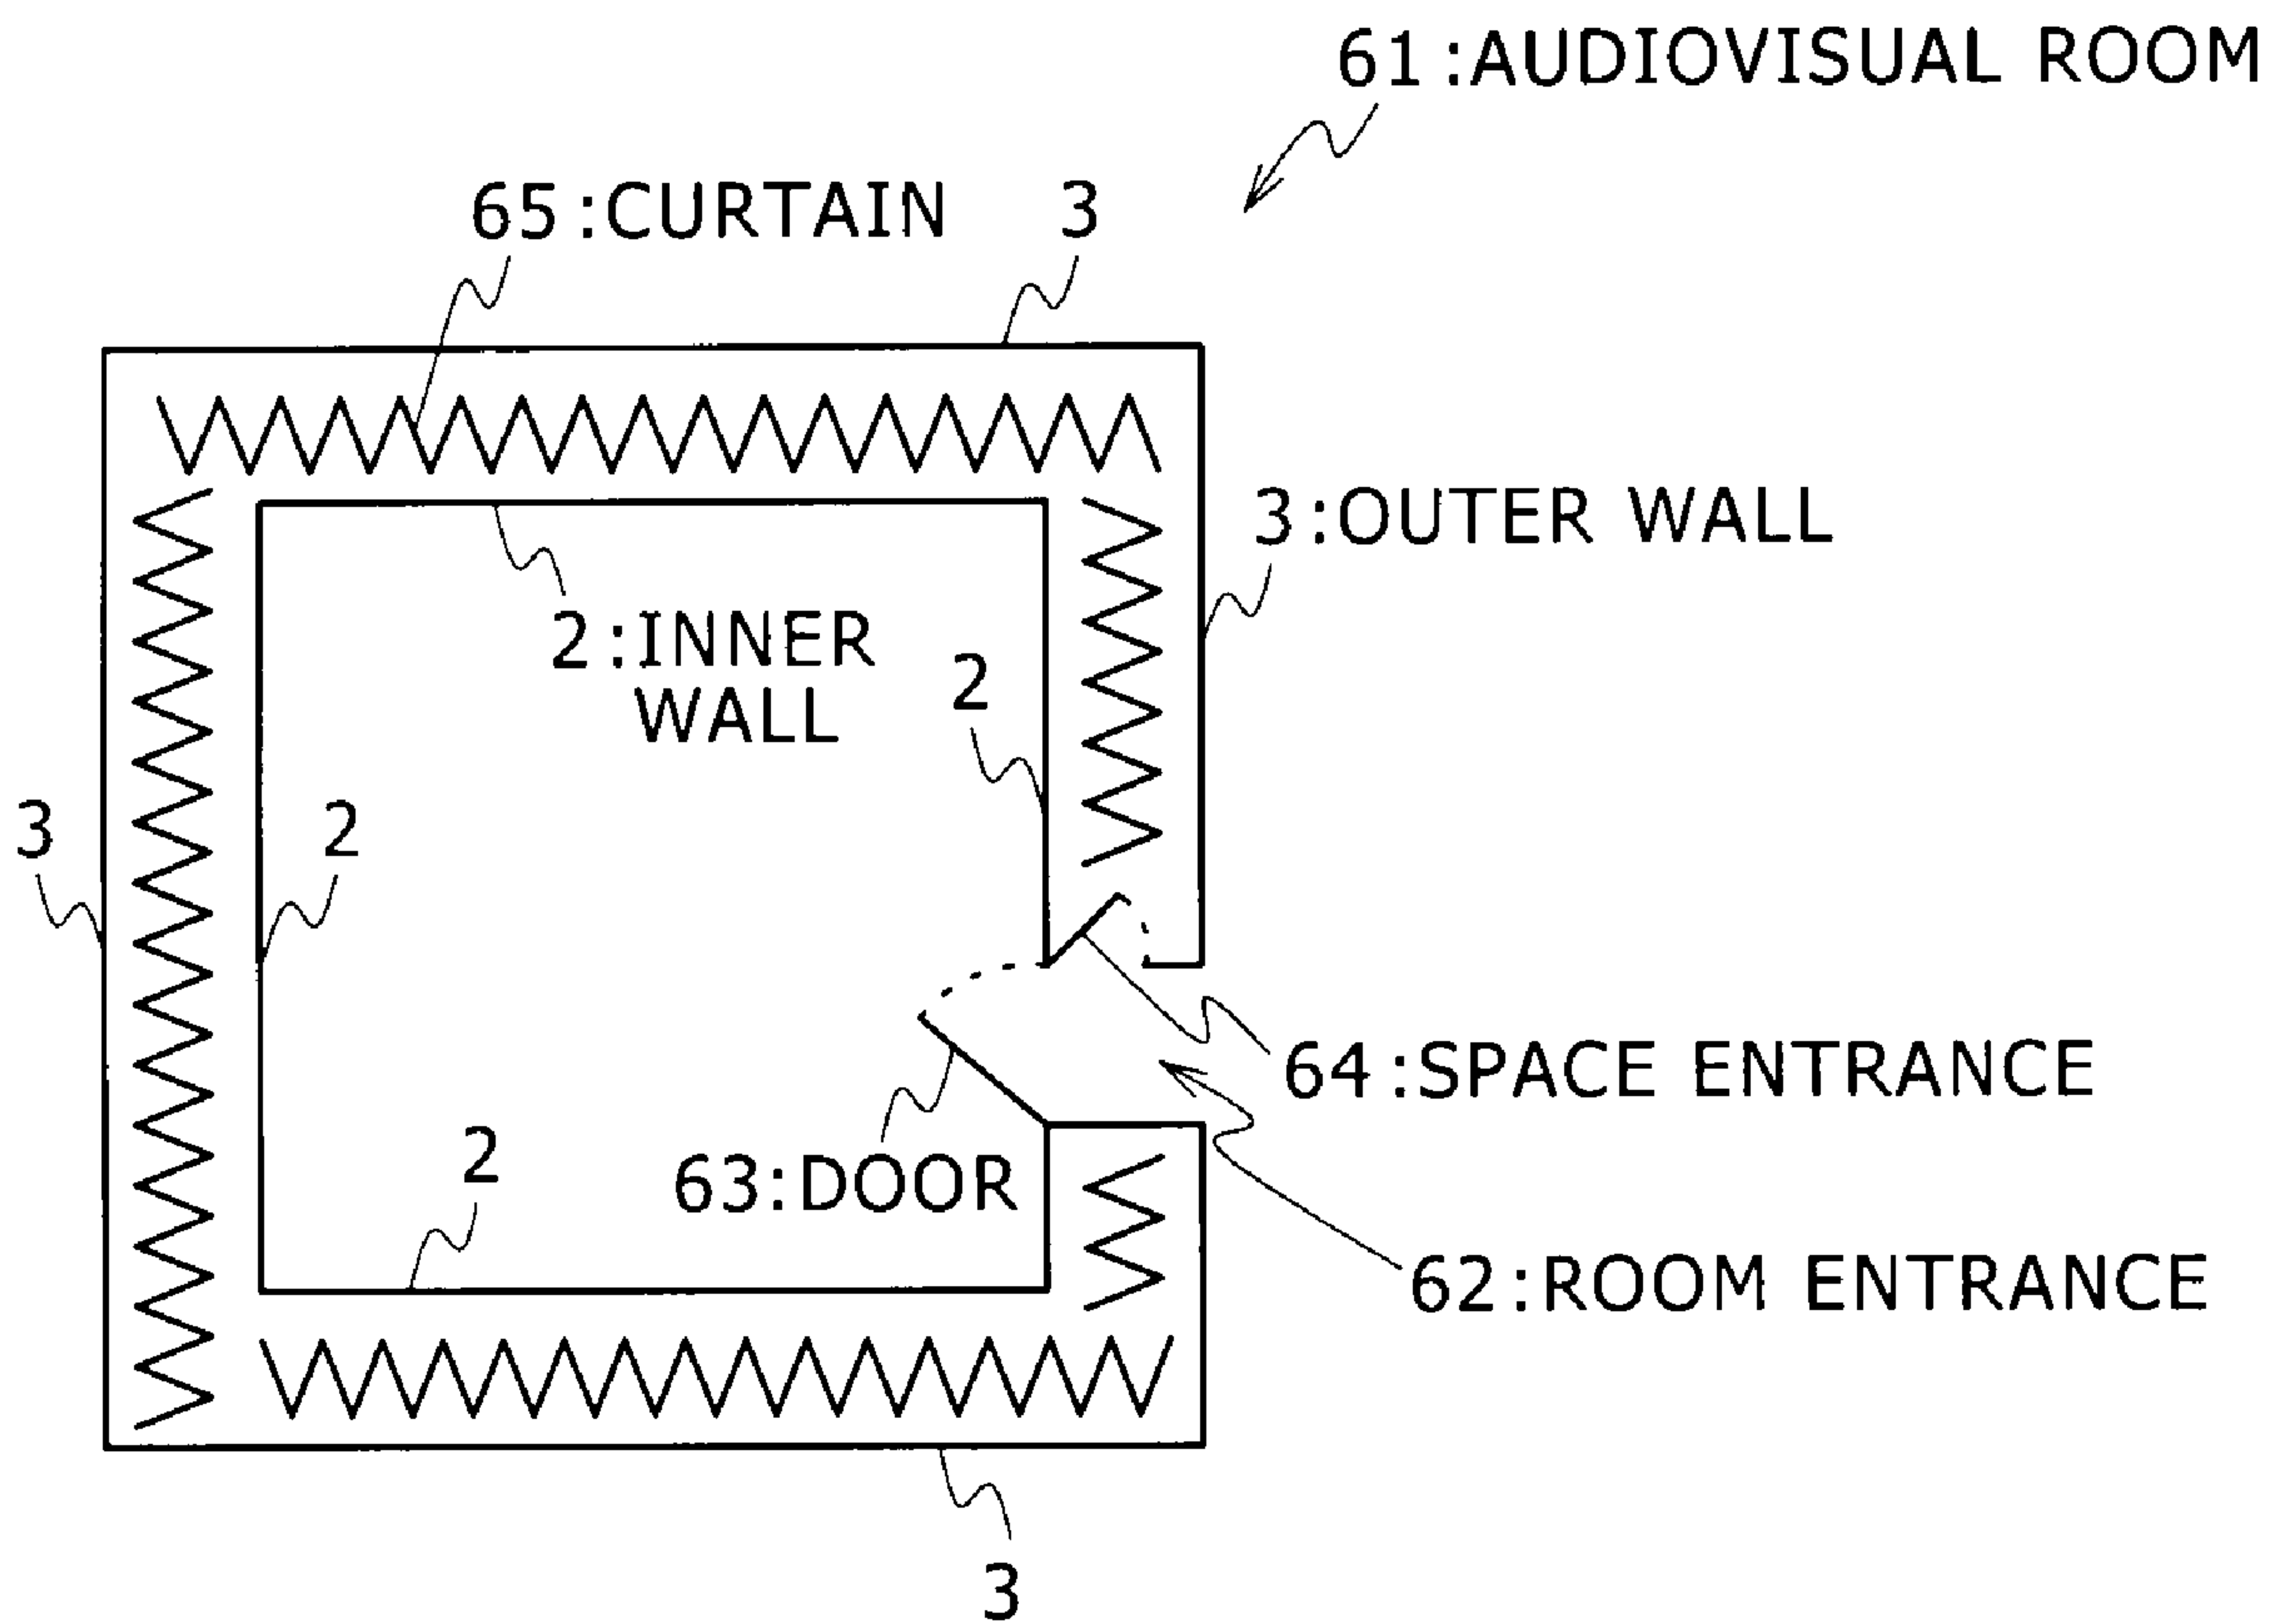 61:AUDIOVISUAL ROOM
65:CURTAIN
3
3:OUTER WALL
2:INNER
WALL
2
3
2
64:SPACE ENTRANCE
2
63:DOOR
62:ROOM ENTRANCE
3